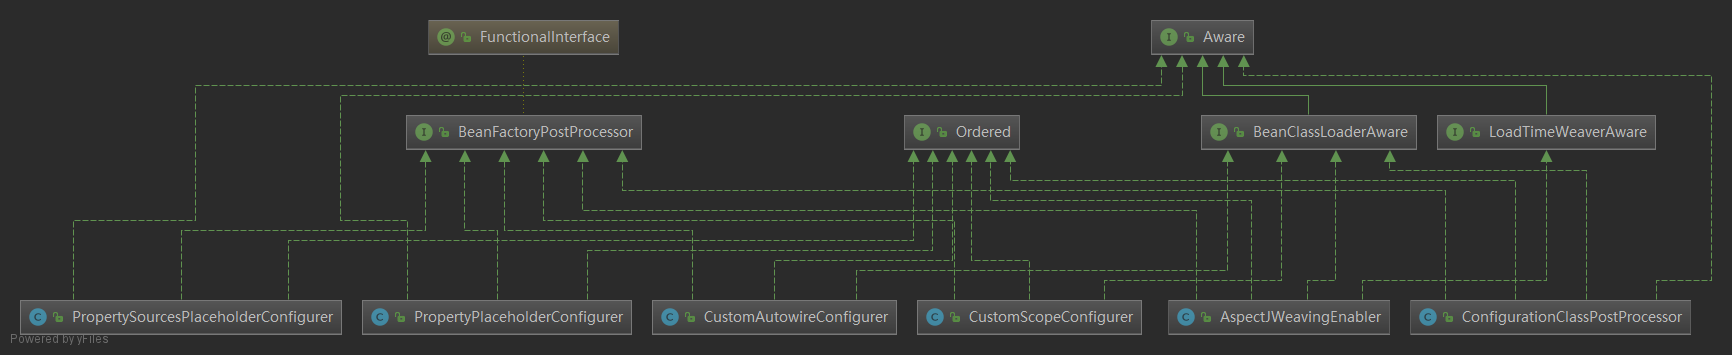 FunctionalInterface
Aware
BeanFactoryPostProcessor
Ordered
BeanClassLoaderAware
LoadTimeWeaverAware
PropertySourcesPlaceholderConfigurer
PropertyPlaceholderConfigurer
CustomAutowireConfigurer
CustomScopeConfigurer
AspectJWeavingEnabler
ConfigurationClassPostProcessor
Powered by yFiles